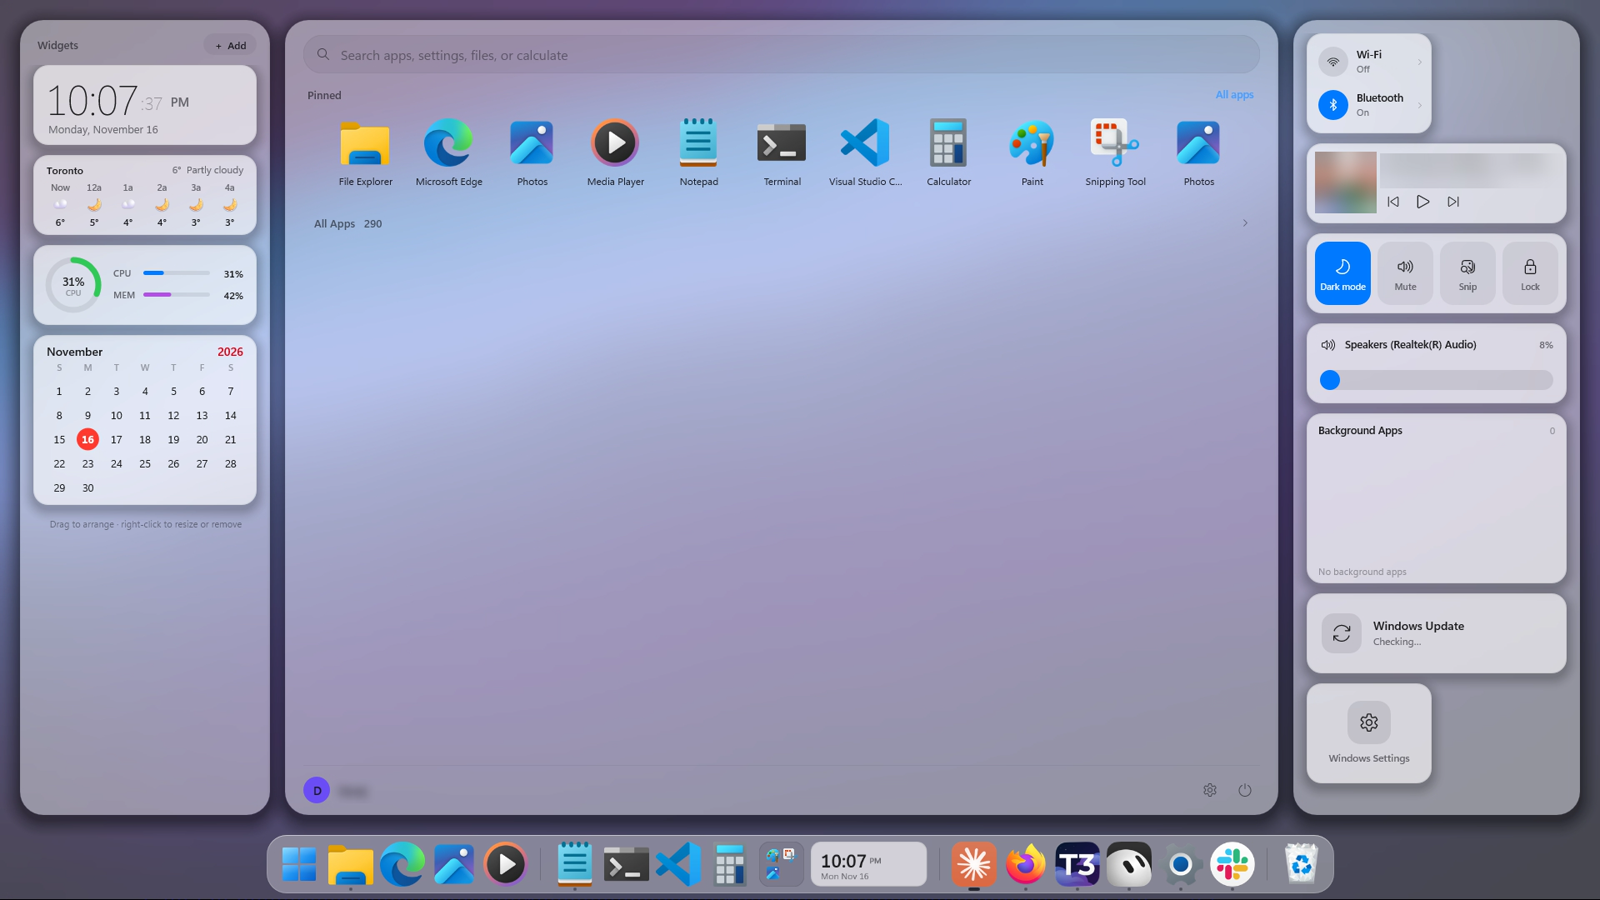 Widgets
+ Add
10:07:37 PM
Monday, November 16
Toronto
6° Partly cloudy
Now 12a 1a 2a 3a 4a
6° 5° 4° 4° 3° 3°
31%
CPU
CPU 31%
MEM 42%
November 2026
S M T W T F S
1 2 3 4 5 6 7
8 9 10 11 12 13 14
15 16 17 18 19 20 21
22 23 24 25 26 27 28
29 30
Drag to arrange · right-click to resize or remove
Search apps, settings, files, or calculate
Pinned
All apps
File Explorer
Microsoft Edge
Photos
Media Player
Notepad
Terminal
Visual Studio C...
Calculator
Paint
Snipping Tool
Photos
All Apps 290
D
Wi-Fi
Off
Bluetooth
On
Dark mode
Mute
Snip
Lock
Speakers (Realtek(R) Audio) 8%
Background Apps 0
No background apps
Windows Update
Checking...
Windows Settings
10:07 PM
Mon Nov 16
T3